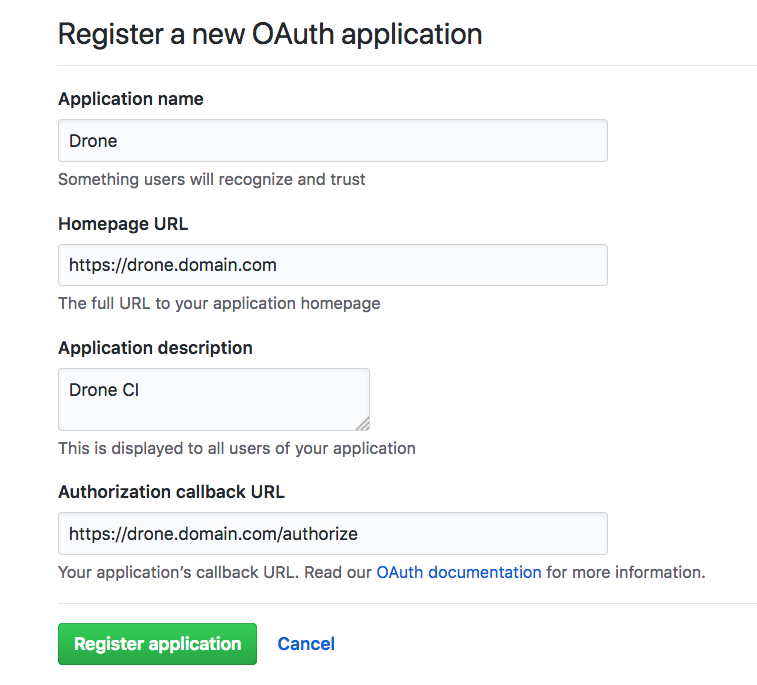 Register a new OAuth application
Application name
Drone
Something users will recognize and trust
Homepage URL
https://drone.domain.com
The full URL to your application homepage
Application description
Drone CI
This is displayed to all users of your application
Authorization callback URL
https://drone.domain.com/authorize
Your application’s callback URL. Read our OAuth documentation for more information.
Register application Cancel